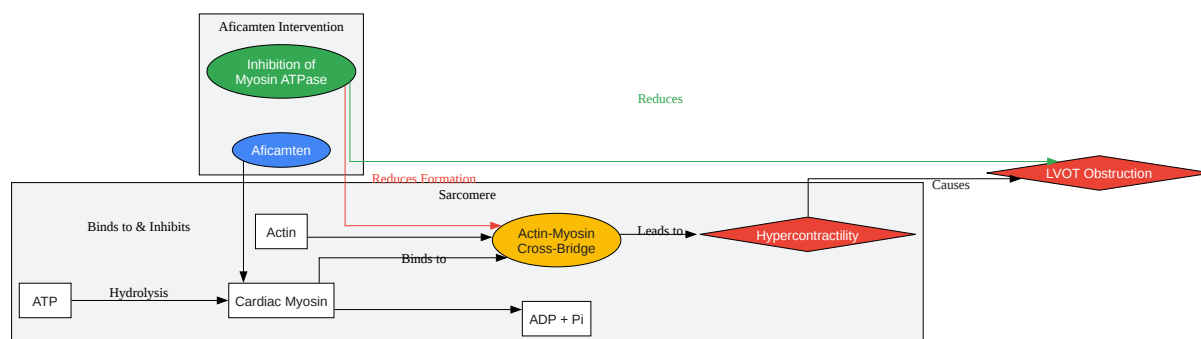 Aficamten Intervention
Inhibition of
Myosin ATPase
Reduces
Aficamten
LVOT Obstruction
Reduces Formation
Causes
Sarcomere
Binds to & Inhibits
Actin
Actin-Myosin
Cross-Bridge
Leads to
Hypercontractility
Binds to
ATP
Hydrolysis
Cardiac Myosin
ADP + Pi